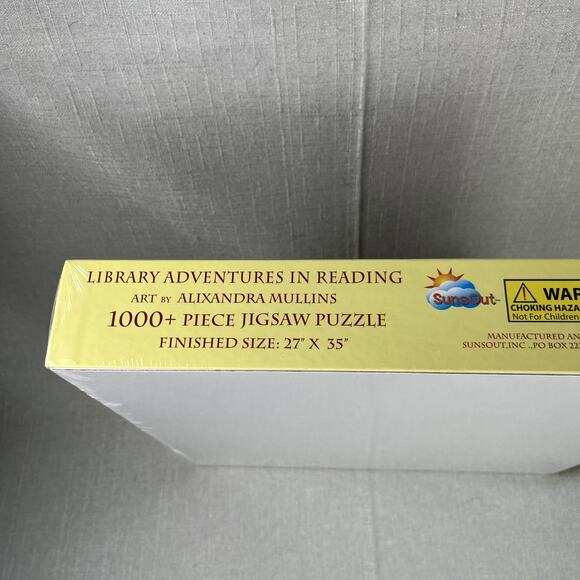 LIBRARY ADVENTURES IN READING
ART BY ALIXANDRA MULLINS
1000+ PIECE JIGSAW PUZZLE
FINISHED SIZE: 27" X 35"
SunsOut
WAR
CHOKING HAZA
Not For Children
MANUFACTURED AN
SUNSOUT,INC .,PO BOX 22